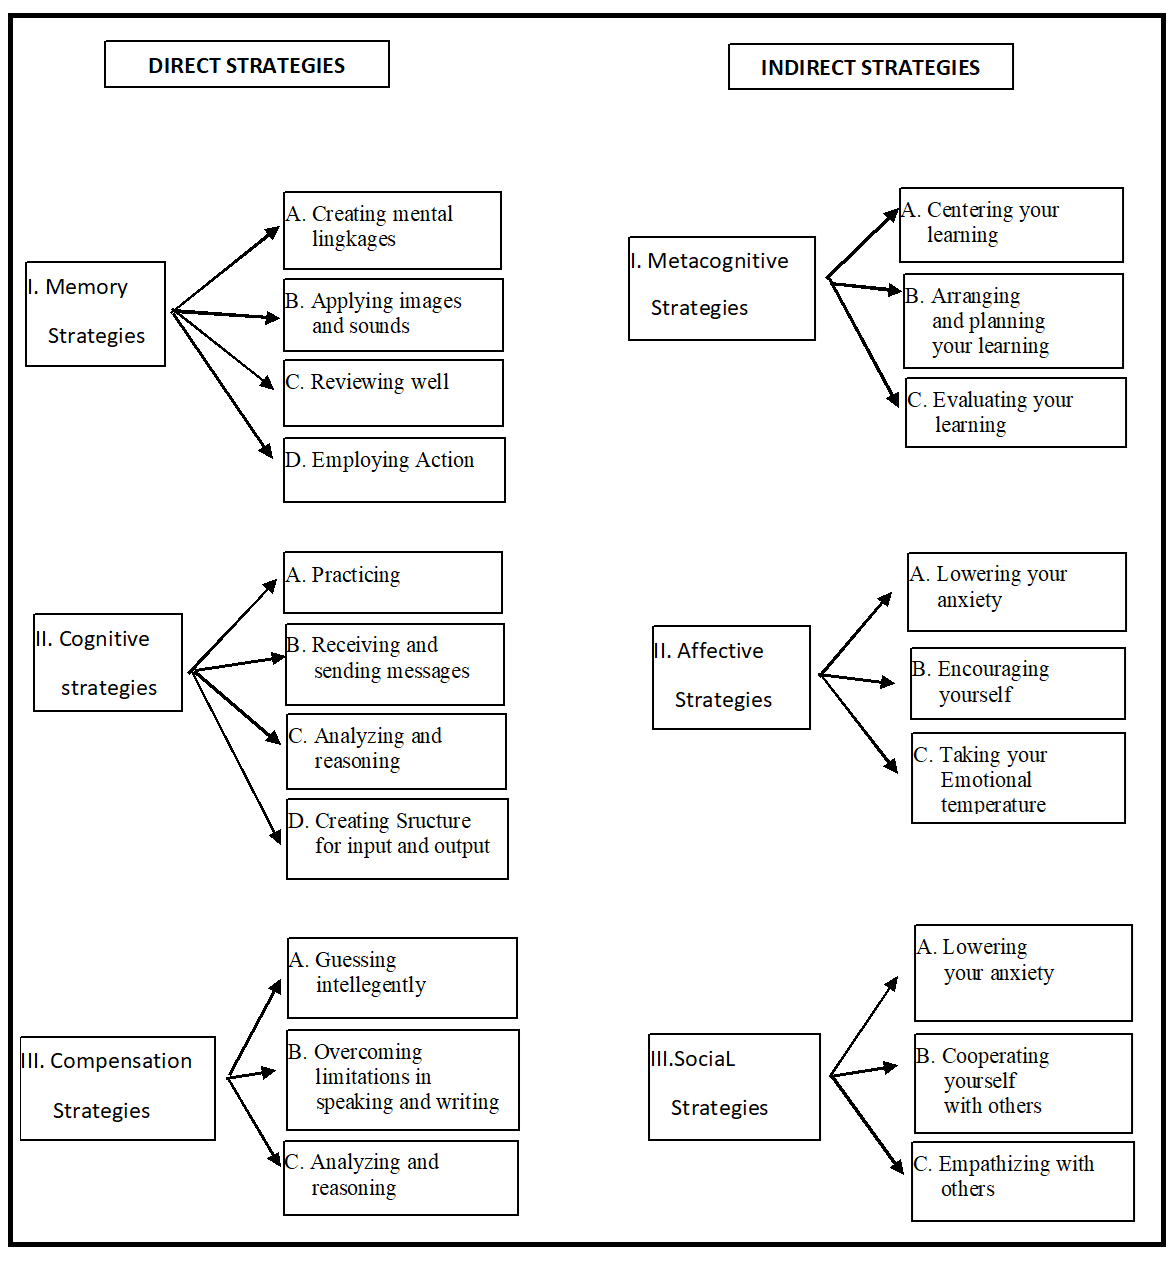 DIRECT STRATEGIES
I. Memory
Strategies
A. Creating mental
lingkages
B. Applying images
and sounds
C. Reviewing well
D. Employing Action
II. Cognitive
strategies
A. Practicing
B. Receiving and
sending messages
C. Analyzing and
reasoning
D. Creating Sructure
for input and output
III. Compensation
Strategies
A. Guessing
intellegently
B. Overcoming
limitations in
speaking and writing
C. Analyzing and
reasoning
INDIRECT STRATEGIES
I. Metacognitive
Strategies
A. Centering your
learning
B. Arranging
and planning
your learning
C. Evaluating your
learning
II. Affective
Strategies
A. Lowering your
anxiety
B. Encouraging
yourself
C. Taking your
Emotional
temperature
III.SociaL
Strategies
A. Lowering
your anxiety
B. Cooperating
yourself
with others
C. Empathizing with
others